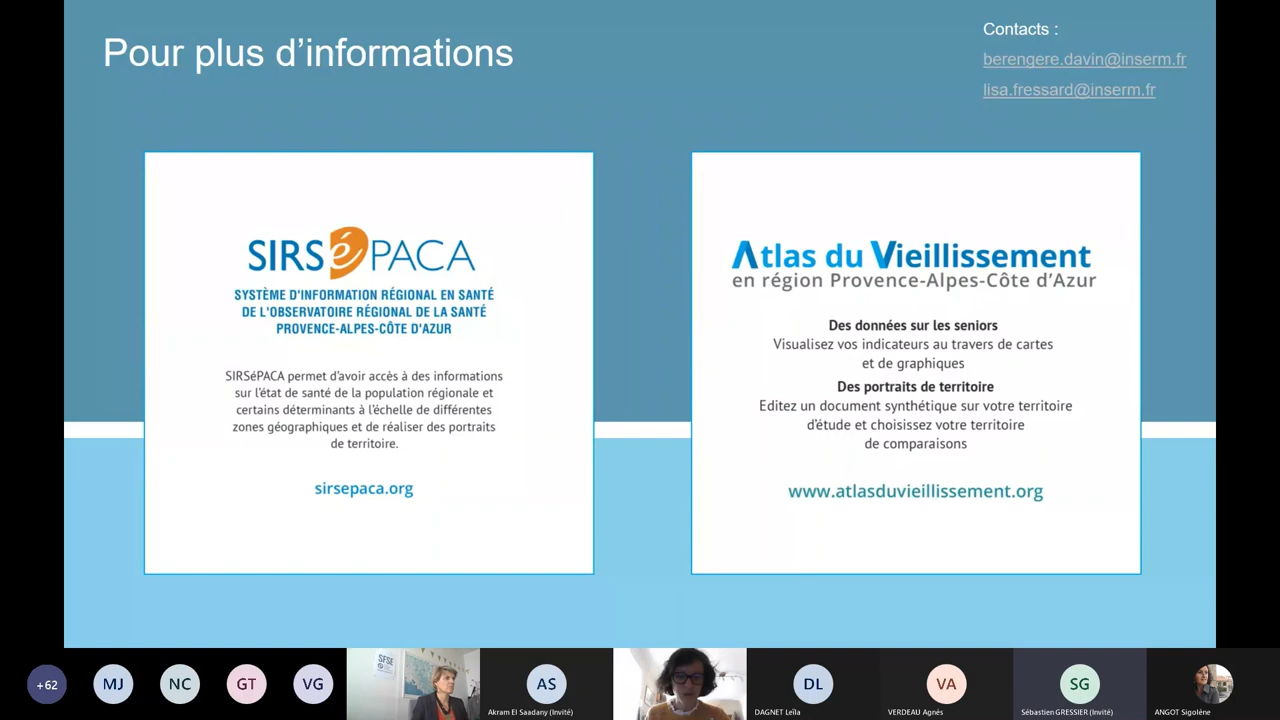 Pour plus d'informations
Contacts :
berengere.davin@inserm.fr
lisa.fressard@inserm.fr
SIRSéPACA
SYSTÈME D'INFORMATION RÉGIONAL EN SANTÉ
DE L'OBSERVATOIRE RÉGIONAL DE LA SANTÉ
PROVENCE-ALPES-CÔTE D'AZUR
SIRSéPACA permet d'avoir accès à des informations
sur l'état de santé de la population régionale et
certains déterminants à l'échelle de différentes
zones géographiques et de réaliser des portraits
de territoire.
sirsepaca.org
Atlas du Vieillissement
en région Provence-Alpes-Côte d'Azur
Des données sur les seniors
Visualisez vos indicateurs au travers de cartes
et de graphiques
Des portraits de territoire
Editez un document synthétique sur votre territoire
d'étude et choisissez votre territoire
de comparaisons
www.atlasduvieillissement.org
+62
MJ
NC
GT
VG
SFSE
AS
Akram El Saadany (Invité)
DL
DAGNET Leïla
VA
VERDEAU Agnès
SG
Sébastien GRESSIER (Invité)
ANGOT Sigolène